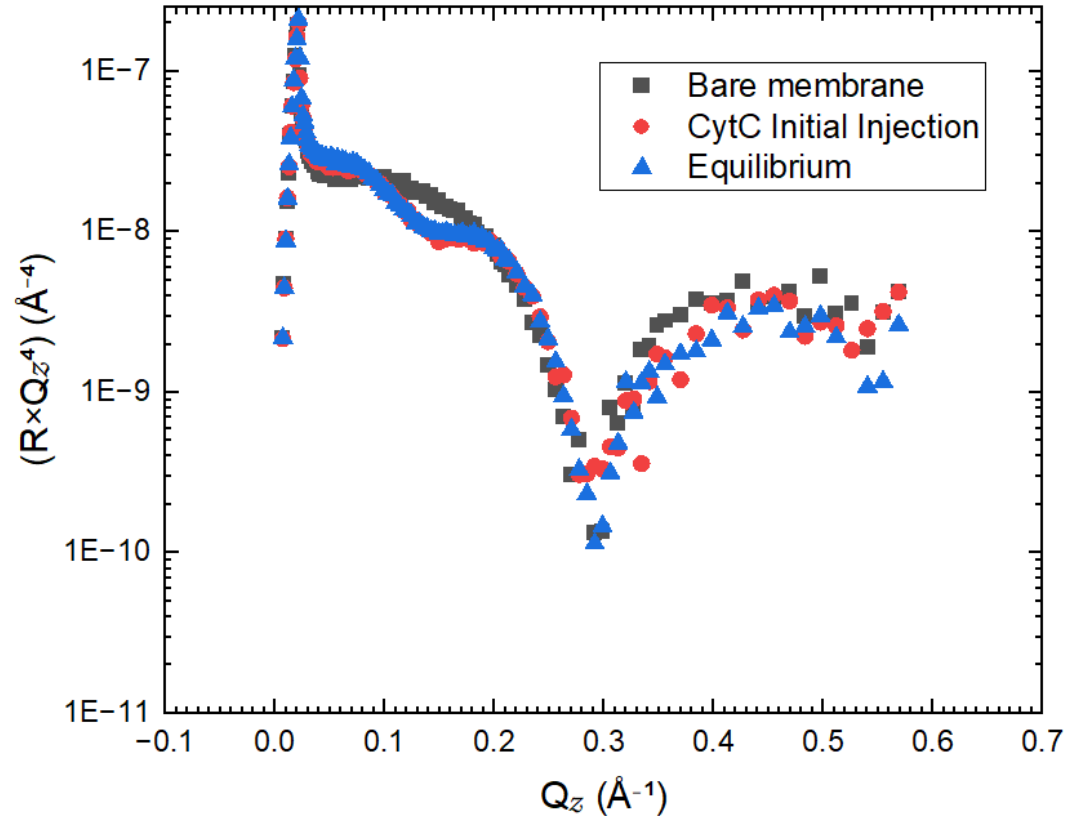 1E−7
1E−8
1E−9
1E−10
1E−11
(R×Q𝑧⁴) (Å⁻⁴)
Bare membrane
CytC Initial Injection
Equilibrium
−0.1 0.0 0.1 0.2 0.3 0.4 0.5 0.6 0.7
Q𝑧 (Å⁻¹)